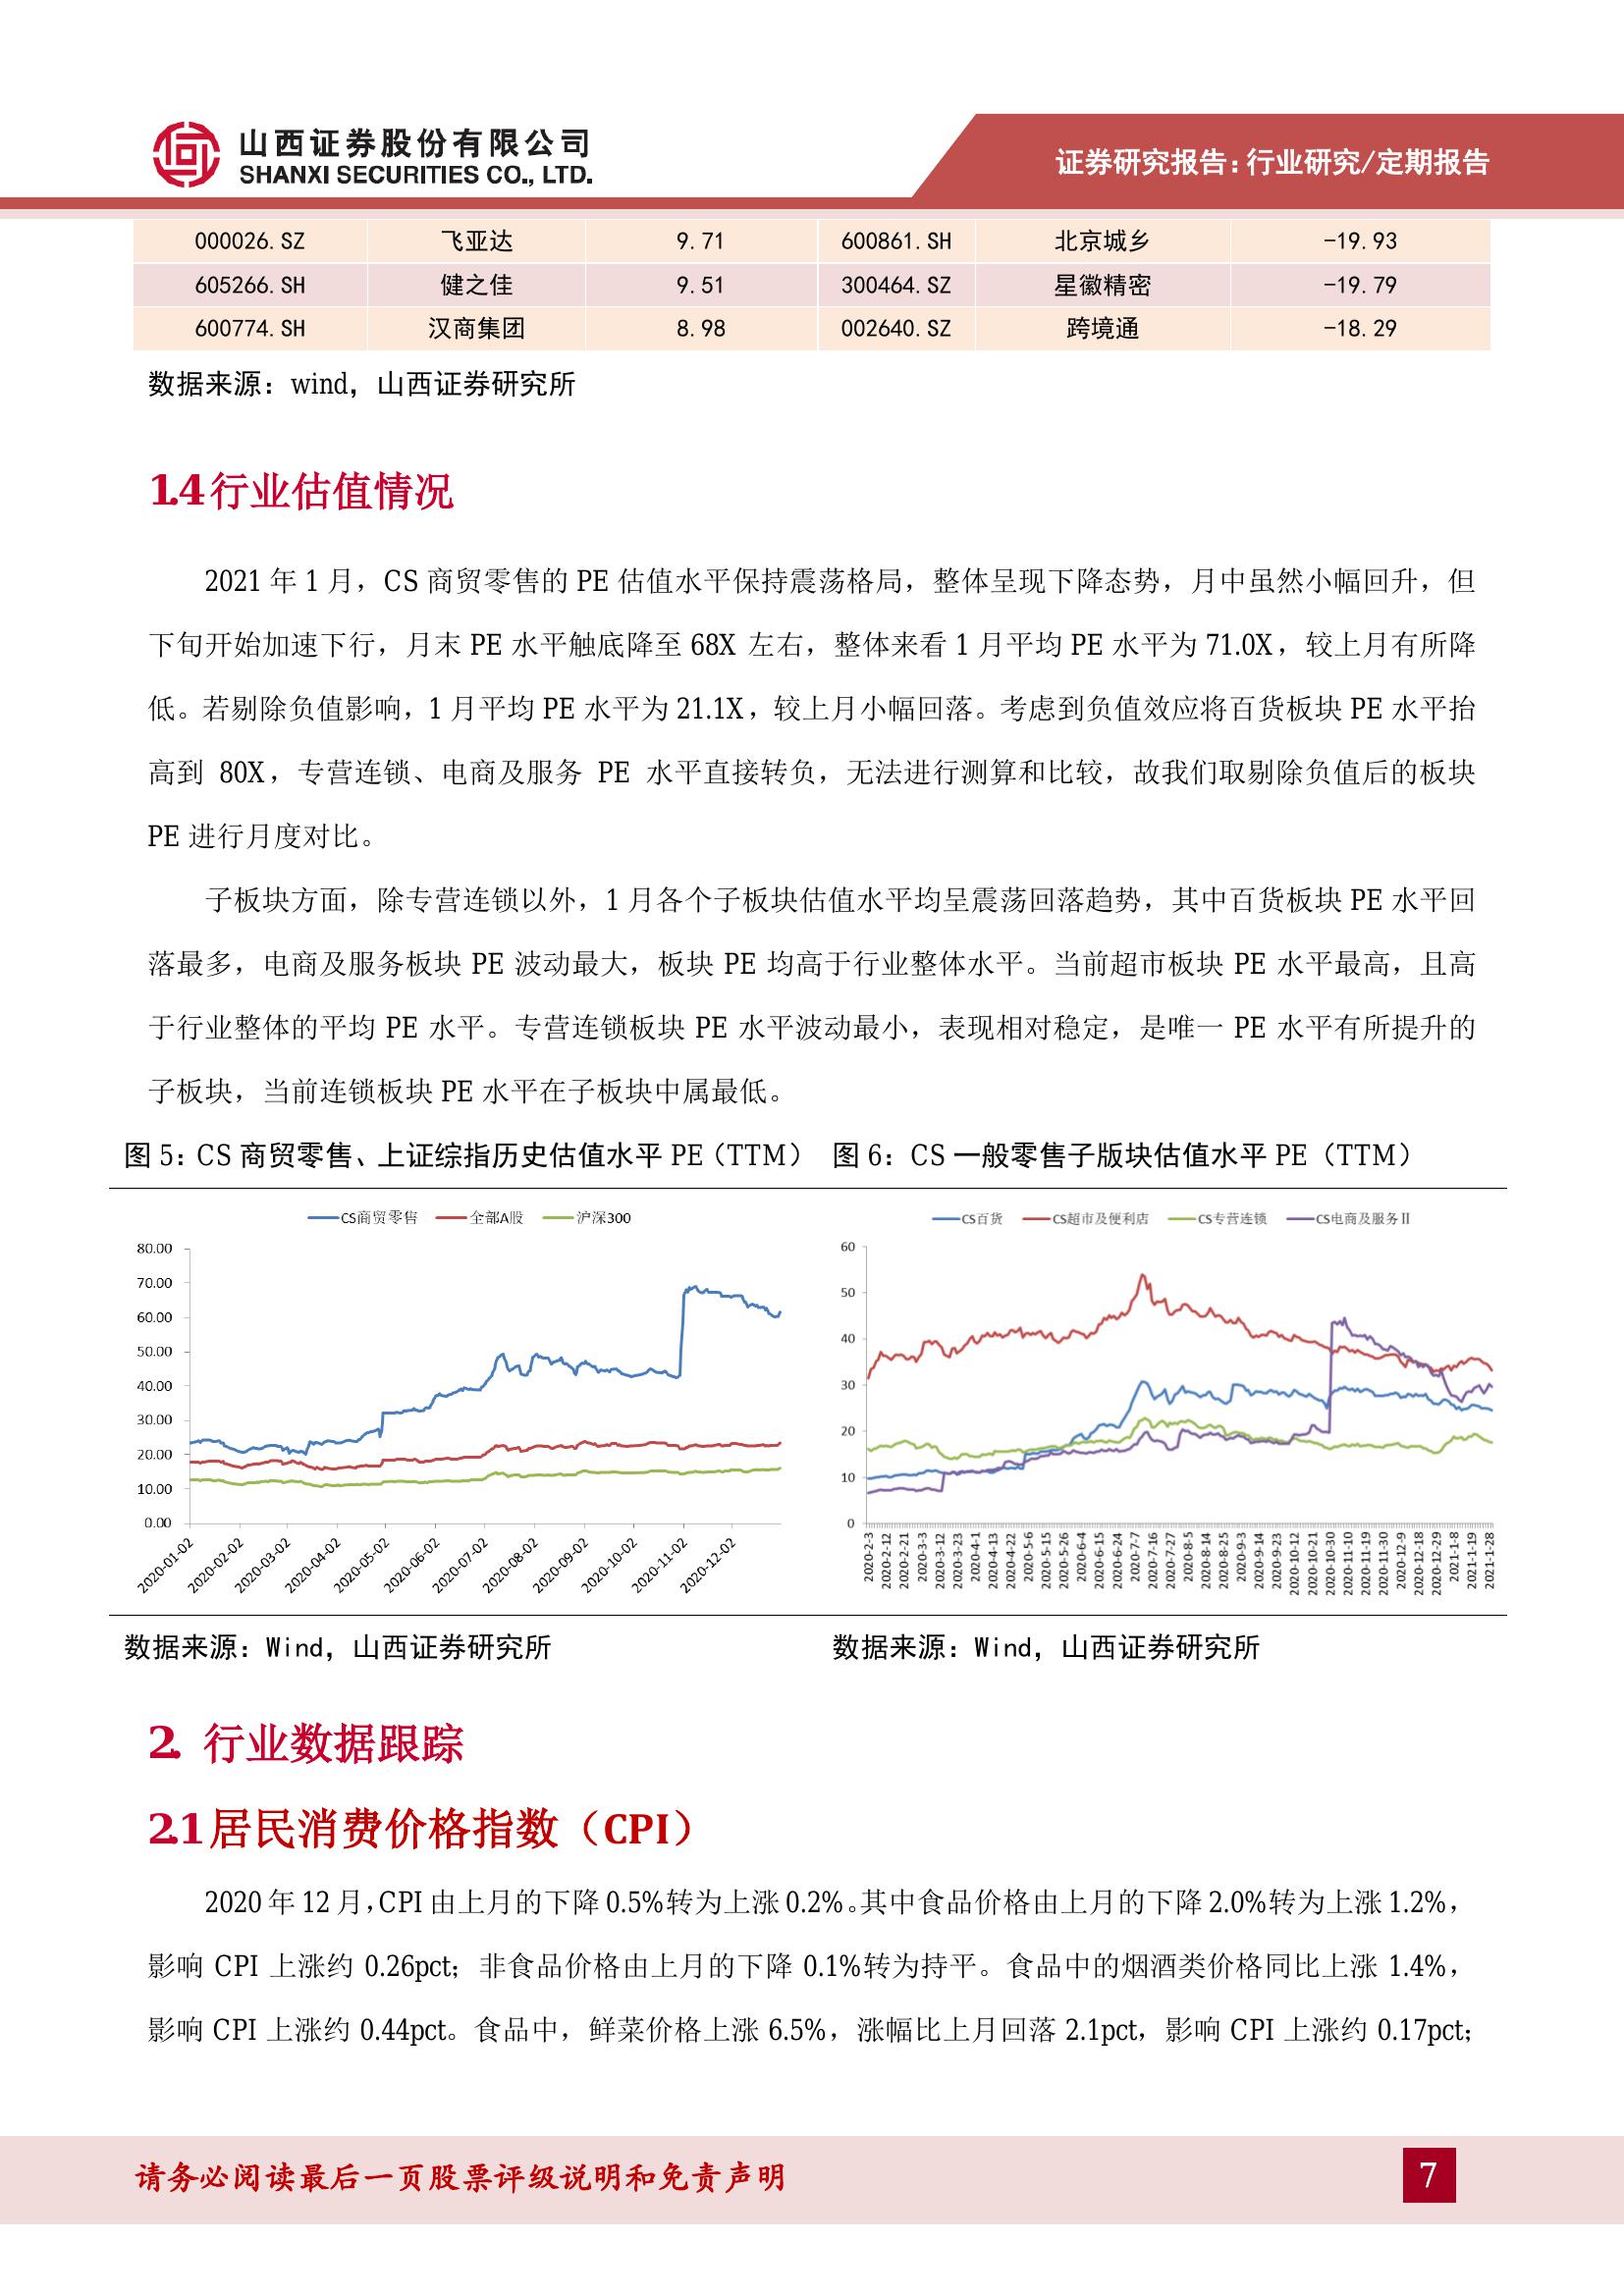 山西证券股份有限公司
SHANXI SECURITIES CO., LTD.
证券研究报告:行业研究/定期报告
000026.SZ 飞亚达 9.71 600861.SH 北京城乡 -19.93
605266.SH 健之佳 9.51 300464.SZ 星徽精密 -19.79
600774.SH 汉商集团 8.98 002640.SZ 跨境通 -18.29
数据来源：wind，山西证券研究所
1.4 行业估值情况
2021 年 1 月，CS 商贸零售的 PE 估值水平保持震荡格局，整体呈现下降态势，月中虽然小幅回升，但
下旬开始加速下行，月末 PE 水平触底降至 68X 左右，整体来看 1 月平均 PE 水平为 71.0X，较上月有所降
低。若剔除负值影响，1 月平均 PE 水平为 21.1X，较上月小幅回落。考虑到负值效应将百货板块 PE 水平抬
高到 80X，专营连锁、电商及服务 PE 水平直接转负，无法进行测算和比较，故我们取剔除负值后的板块
PE 进行月度对比。
子板块方面，除专营连锁以外，1 月各个子板块估值水平均呈震荡回落趋势，其中百货板块 PE 水平回
落最多，电商及服务板块 PE 波动最大，板块 PE 均高于行业整体水平。当前超市板块 PE 水平最高，且高
于行业整体的平均 PE 水平。专营连锁板块 PE 水平波动最小，表现相对稳定，是唯一 PE 水平有所提升的
子板块，当前连锁板块 PE 水平在子板块中属最低。
图 5：CS 商贸零售、上证综指历史估值水平 PE（TTM）
CS商贸零售 全部A股 沪深300
80.00
70.00
60.00
50.00
40.00
30.00
20.00
10.00
0.00
2020-01-02 2020-02-02 2020-03-02 2020-04-02 2020-05-02 2020-06-02 2020-07-02 2020-08-02 2020-09-02 2020-10-02 2020-11-02 2020-12-02
数据来源：Wind，山西证券研究所
图 6：CS 一般零售子版块估值水平 PE（TTM）
CS百货 CS超市及便利店 CS专营连锁 CS电商及服务Ⅱ
60
50
40
30
20
10
0
2020-2-3 2020-2-12 2020-2-21 2020-3-3 2020-3-12 2020-3-23 2020-4-1 2020-4-13 2020-4-22 2020-5-6 2020-5-15 2020-5-26 2020-6-4 2020-6-15 2020-6-24 2020-7-7 2020-7-16 2020-7-27 2020-8-5 2020-8-14 2020-8-25 2020-9-3 2020-9-14 2020-9-23 2020-10-12 2020-10-21 2020-10-30 2020-11-10 2020-11-19 2020-11-30 2020-12-9 2020-12-18 2020-12-29 2021-1-8 2021-1-19 2021-1-28
数据来源：Wind，山西证券研究所
2. 行业数据跟踪
2.1 居民消费价格指数（CPI）
2020 年 12 月，CPI 由上月的下降 0.5%转为上涨 0.2%。其中食品价格由上月的下降 2.0%转为上涨 1.2%，
影响 CPI 上涨约 0.26pct；非食品价格由上月的下降 0.1%转为持平。食品中的烟酒类价格同比上涨 1.4%，
影响 CPI 上涨约 0.44pct。食品中，鲜菜价格上涨 6.5%，涨幅比上月回落 2.1pct，影响 CPI 上涨约 0.17pct；
请务必阅读最后一页股票评级说明和免责声明
7